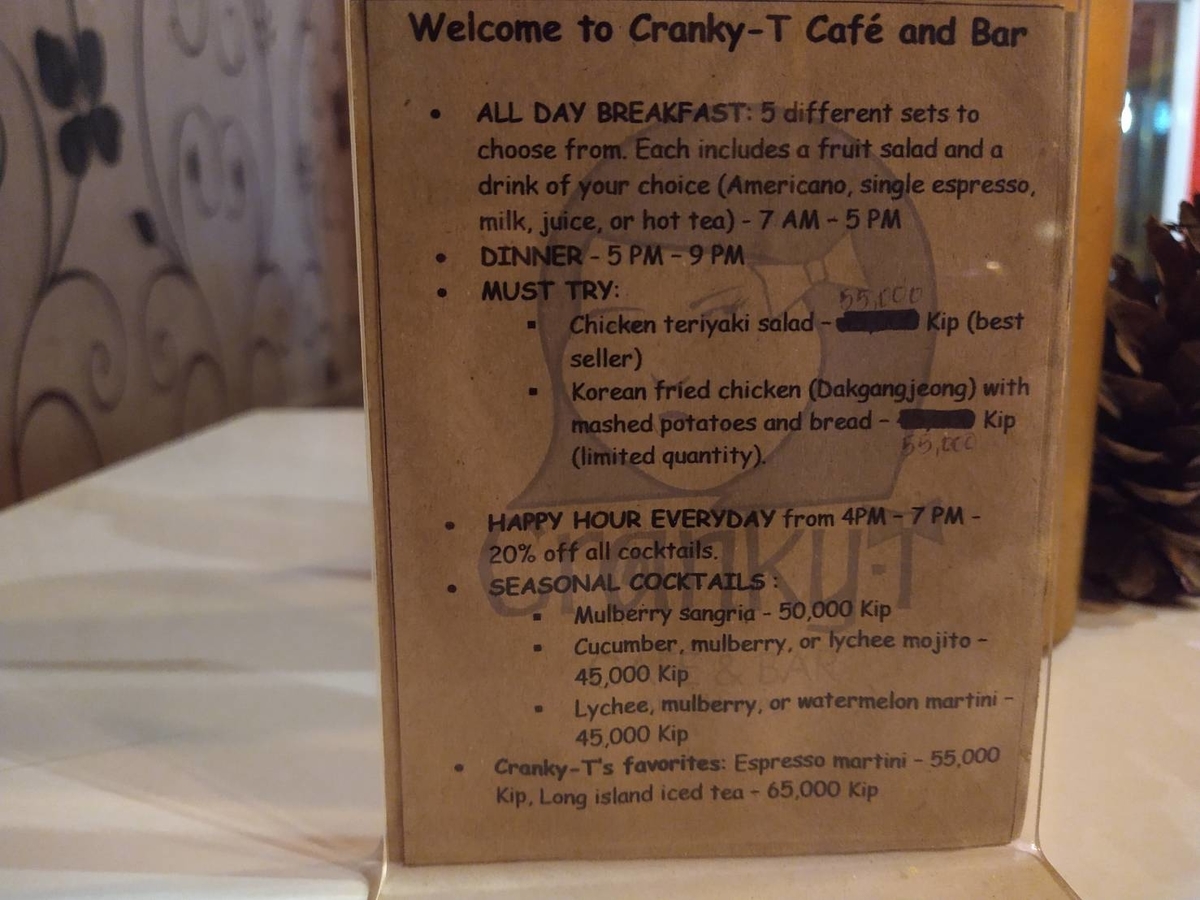 Welcome to Cranky-T Café and Bar
• ALL DAY BREAKFAST: 5 different sets to
choose from. Each includes a fruit salad and a
drink of your choice (Americano, single espresso,
milk, juice, or hot tea) - 7 AM - 5 PM
• DINNER - 5 PM - 9 PM
• MUST TRY:
55,000
▪ Chicken teriyaki salad - Kip (best
seller)
▪ Korean fried chicken (Dakgangjeong) with
mashed potatoes and bread - Kip
55,000
(limited quantity).
• HAPPY HOUR EVERYDAY from 4PM - 7 PM -
20% off all cocktails.
Cranky-T
• SEASONAL COCKTAILS :
▪ Mulberry sangria - 50,000 Kip
▪ Cucumber, mulberry, or lychee mojito -
45,000 Kip
& BAR
▪ Lychee, mulberry, or watermelon martini -
45,000 Kip
• Cranky-T's favorites: Espresso martini - 55,000
Kip, Long island iced tea - 65,000 Kip